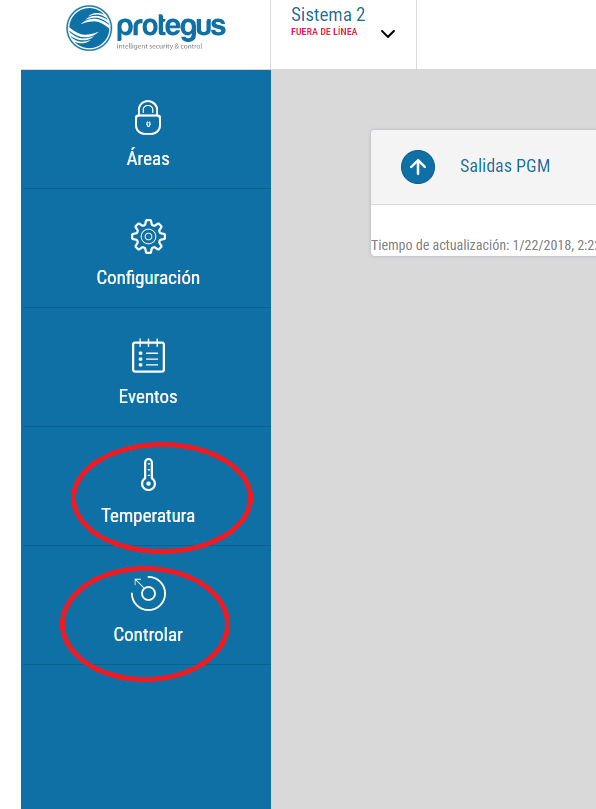 protegus
intelligent security & control
Sistema 2
FUERA DE LÍNEA
Áreas
Configuración
Eventos
Temperatura
Controlar
Salidas PGM
Tiempo de actualización: 1/22/2018, 2:2